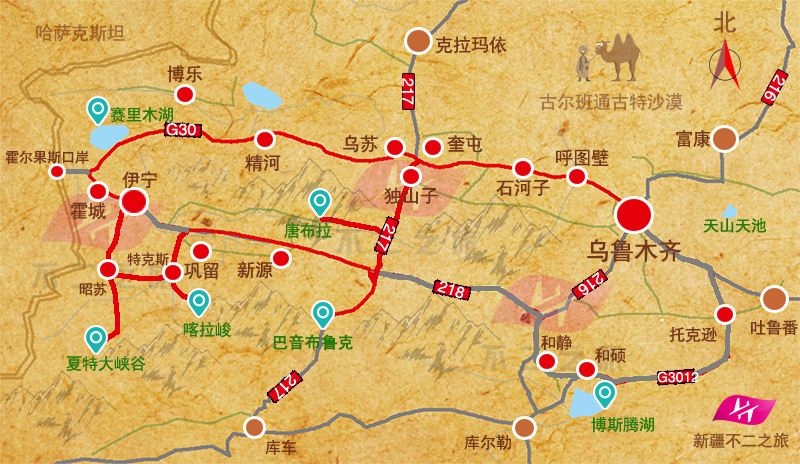 哈萨克斯坦
克拉玛依
北
博乐
赛里木湖
217
古尔班通古特沙漠
216
G30
精河
乌苏
奎屯
富康
霍尔果斯口岸
伊宁
独山子
石河子
呼图壁
霍城
唐布拉
217
天山天池
乌鲁木齐
特克斯
巩留
新源
昭苏
218
216
喀拉峻
巴音布鲁克
托克逊
吐鲁番
夏特大峡谷
和静
和硕
G3012
217
博斯腾湖
库车
库尔勒
新疆不二之旅